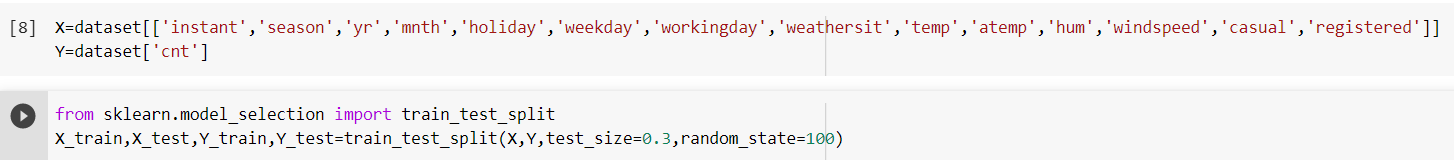 [8] X=dataset[['instant','season','yr','mnth','holiday','weekday','workingday','weathersit','temp','atemp','hum','windspeed','casual','registered']]
Y=dataset['cnt']
from sklearn.model_selection import train_test_split
X_train,X_test,Y_train,Y_test=train_test_split(X,Y,test_size=0.3,random_state=100)